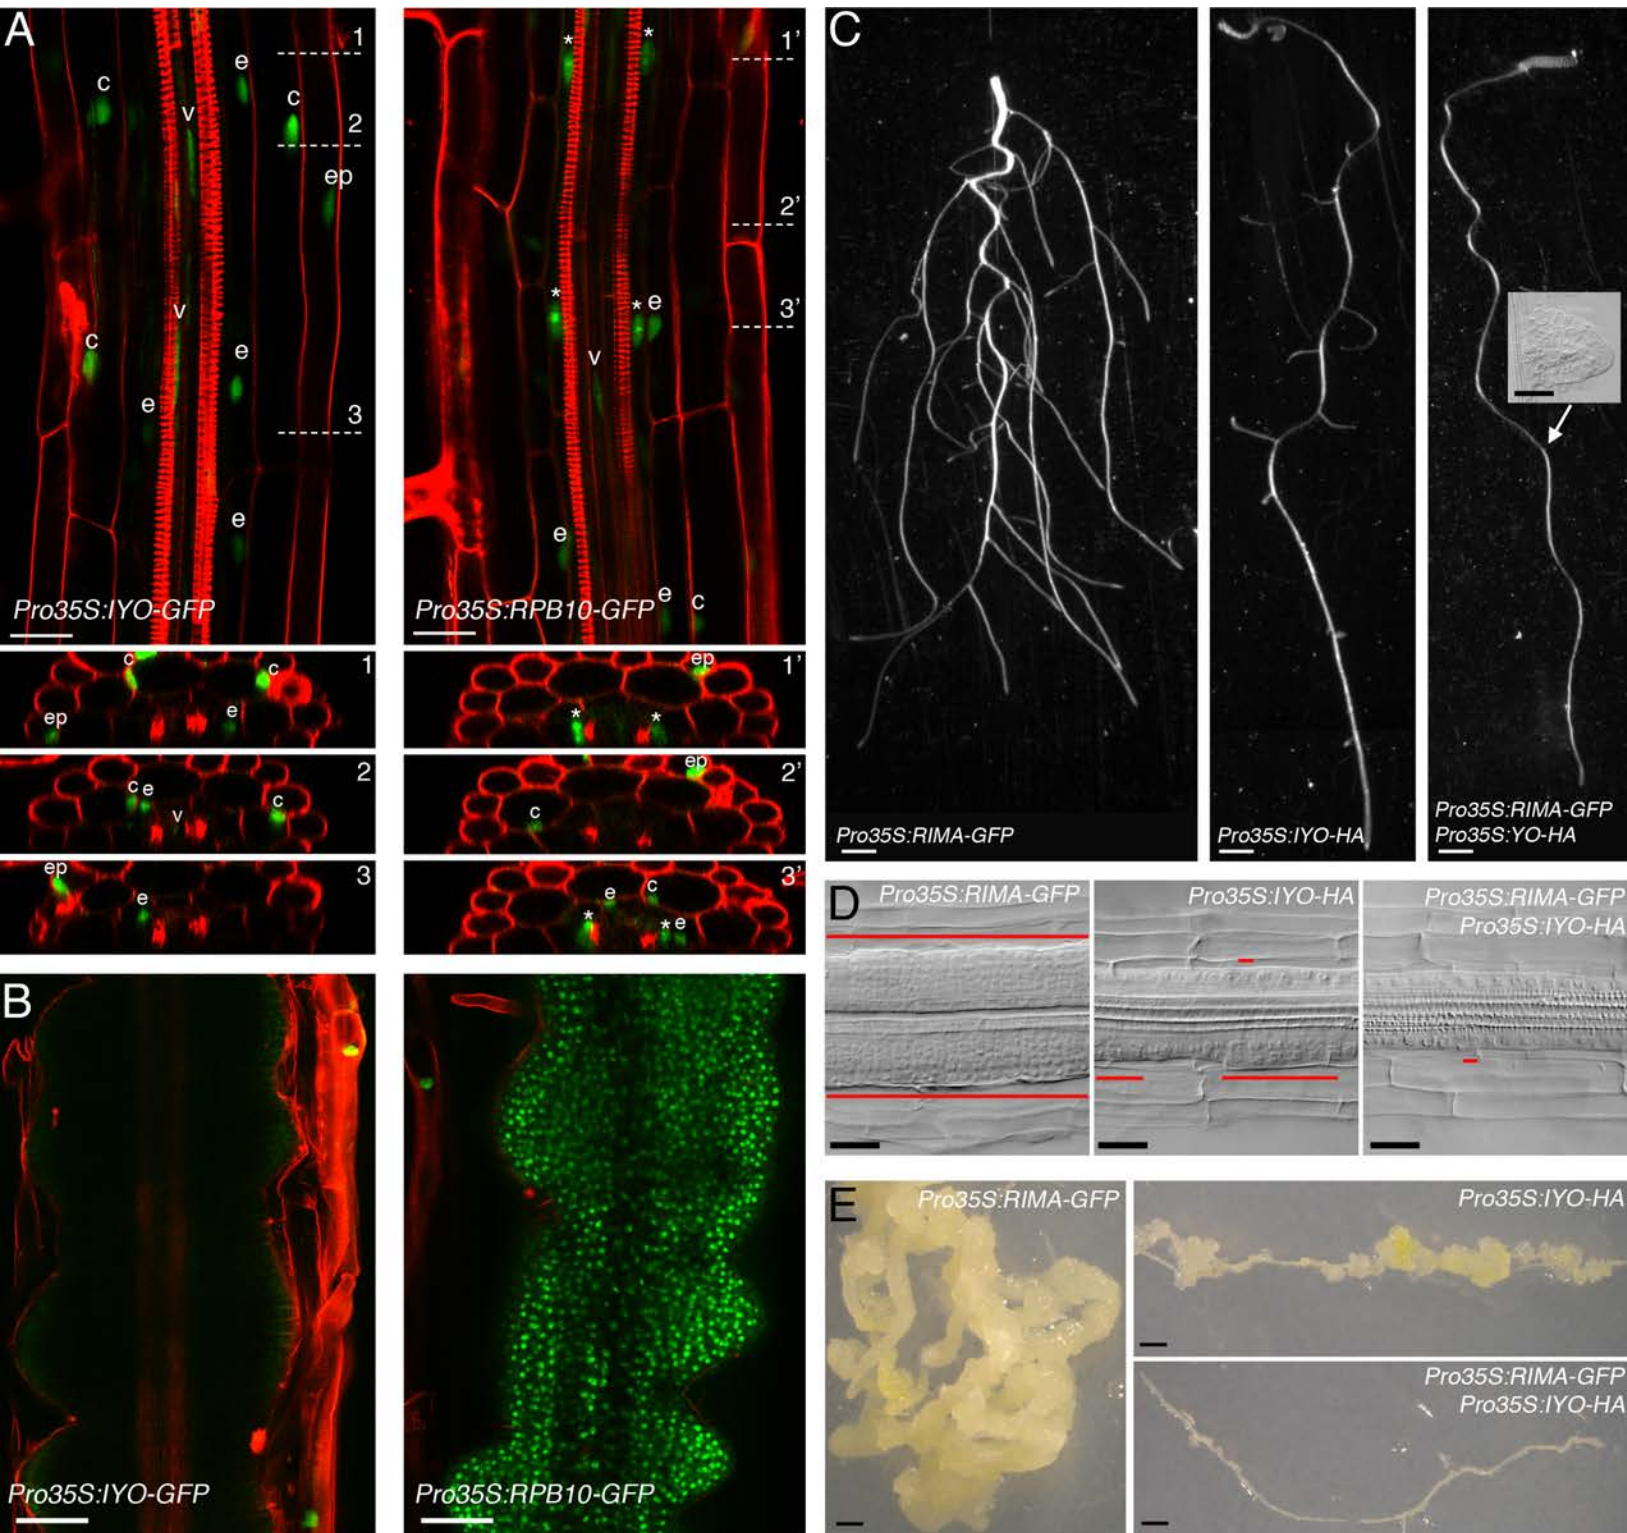 A
1
e
c
c
v
2
ep
v
e
c
e
3
e
Pro35S:IYO-GFP
* *
1'
2'
3'
* * e
v
e
e c
Pro35S:RPB10-GFP
c c 1
ep e
c e c 2
v
ep 3
e
ep 1'
* *
ep 2'
c
e c 3'
* * e
B
Pro35S:IYO-GFP
Pro35S:RPB10-GFP
C
Pro35S:RIMA-GFP
Pro35S:IYO-HA
Pro35S:RIMA-GFP
Pro35S:YO-HA
D
Pro35S:RIMA-GFP
Pro35S:IYO-HA
Pro35S:RIMA-GFP
Pro35S:IYO-HA
E
Pro35S:RIMA-GFP
Pro35S:IYO-HA
Pro35S:RIMA-GFP
Pro35S:IYO-HA